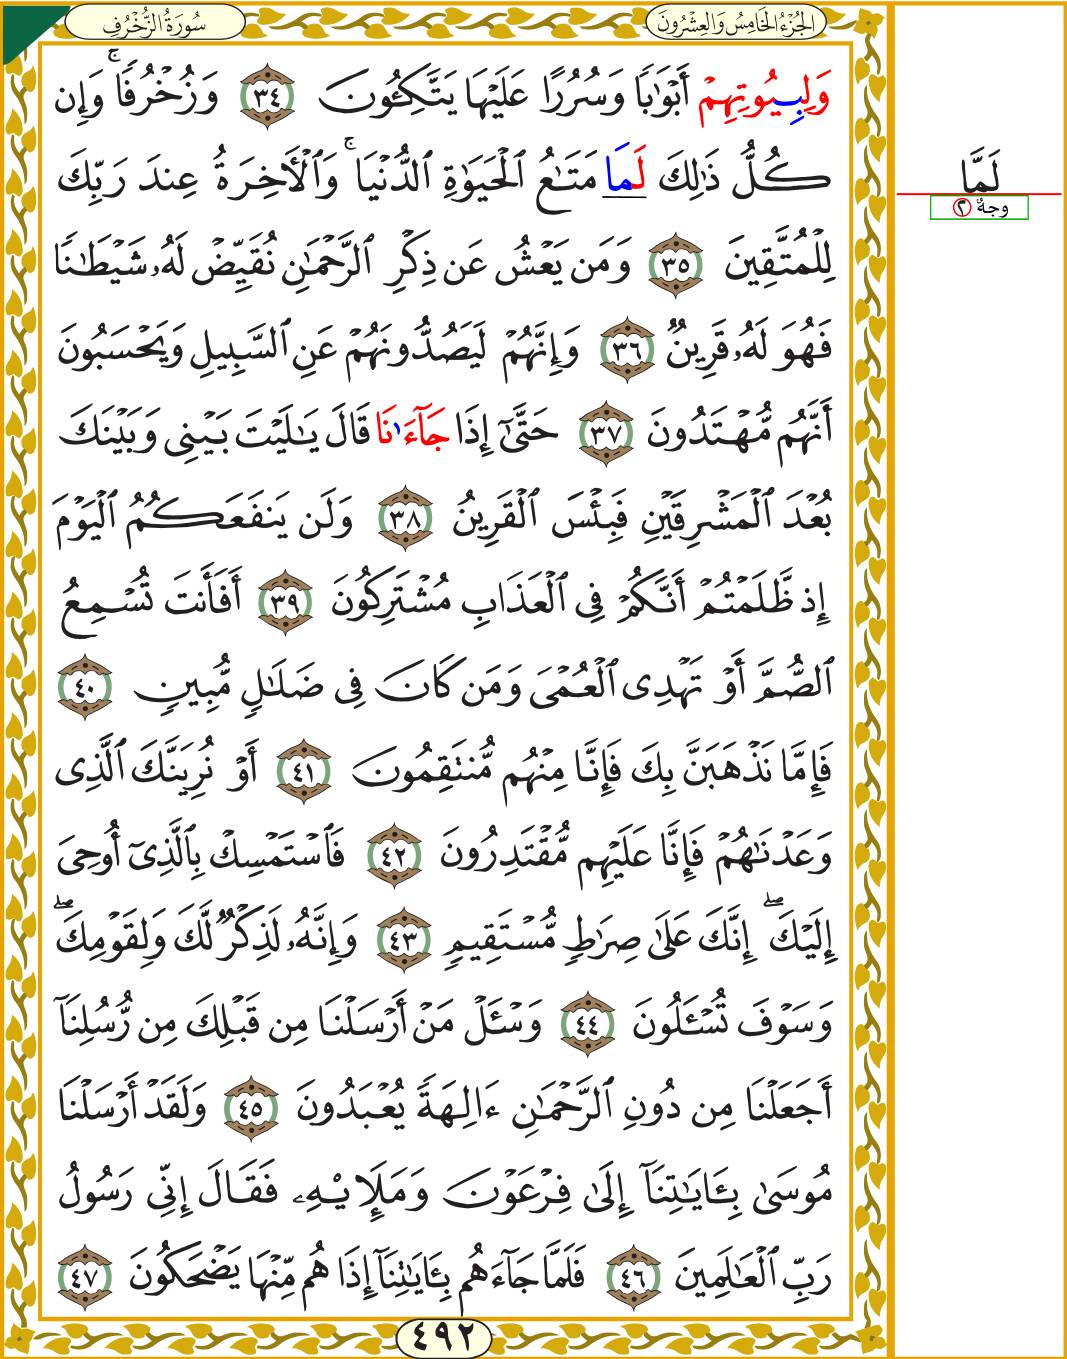 الجُزْءُ الخَامِسُ وَالعِشْرُونَ
سُورَةُ الزُّخْرُفِ
وَلِبِيُوتِهِمْ أَبْوَٰبًا وَسُرُرًا عَلَيْهَا يَتَّكِـُٔونَ ٣٤ وَزُخْرُفًا ۚ وَإِن
كُلُّ ذَٰلِكَ لَمَا مَتَـٰعُ ٱلْحَيَوٰةِ ٱلدُّنْيَا ۚ وَٱلْأَخِرَةُ عِندَ رَبِّكَ
لِلْمُتَّقِينَ ٣٥ وَمَن يَعْشُ عَن ذِكْرِ ٱلرَّحْمَـٰنِ نُقَيِّضْ لَهُۥ شَيْطَـٰنًا
فَهُوَ لَهُۥ قَرِينٌ ٣٦ وَإِنَّهُمْ لَيَصُدُّونَهُمْ عَنِ ٱلسَّبِيلِ وَيَحْسَبُونَ
أَنَّهُم مُّهْتَدُونَ ٣٧ حَتَّىٰٓ إِذَا جَآءَٰنَا قَالَ يَـٰلَيْتَ بَيْنِى وَبَيْنَكَ
بُعْدَ ٱلْمَشْرِقَيْنِ فَبِئْسَ ٱلْقَرِينُ ٣٨ وَلَن يَنفَعَكُمُ ٱلْيَوْمَ
إِذ ظَّلَمْتُمْ أَنَّكُمْ فِى ٱلْعَذَابِ مُشْتَرِكُونَ ٣٩ أَفَأَنتَ تُسْمِعُ
ٱلصُّمَّ أَوْ تَهْدِى ٱلْعُمْىَ وَمَن كَانَ فِى ضَلَـٰلٍ مُّبِينٍ ٤٠
فَإِمَّا نَذْهَبَنَّ بِكَ فَإِنَّا مِنْهُم مُّنتَقِمُونَ ٤١ أَوْ نُرِيَنَّكَ ٱلَّذِى
وَعَدْنَـٰهُمْ فَإِنَّا عَلَيْهِم مُّقْتَدِرُونَ ٤٢ فَٱسْتَمْسِكْ بِٱلَّذِىٓ أُوحِىَ
إِلَيْكَ ۖ إِنَّكَ عَلَىٰ صِرَٰطٍ مُّسْتَقِيمٍ ٤٣ وَإِنَّهُۥ لَذِكْرٌ لَّكَ وَلِقَوْمِكَ ۖ
وَسَوْفَ تُسْـَٔلُونَ ٤٤ وَسْـَٔلْ مَنْ أَرْسَلْنَا مِن قَبْلِكَ مِن رُّسُلِنَآ
أَجَعَلْنَا مِن دُونِ ٱلرَّحْمَـٰنِ ءَالِهَةً يُعْبَدُونَ ٤٥ وَلَقَدْ أَرْسَلْنَا
مُوسَىٰ بِـَٔايَـٰتِنَآ إِلَىٰ فِرْعَوْنَ وَمَلَإِي۟هِۦ فَقَالَ إِنِّى رَسُولُ
رَبِّ ٱلْعَـٰلَمِينَ ٤٦ فَلَمَّا جَآءَهُم بِـَٔايَـٰتِنَآ إِذَا هُم مِّنْهَا يَضْحَكُونَ ٤٧
٤٩٢
لَمَّا
وجهٌ ٢